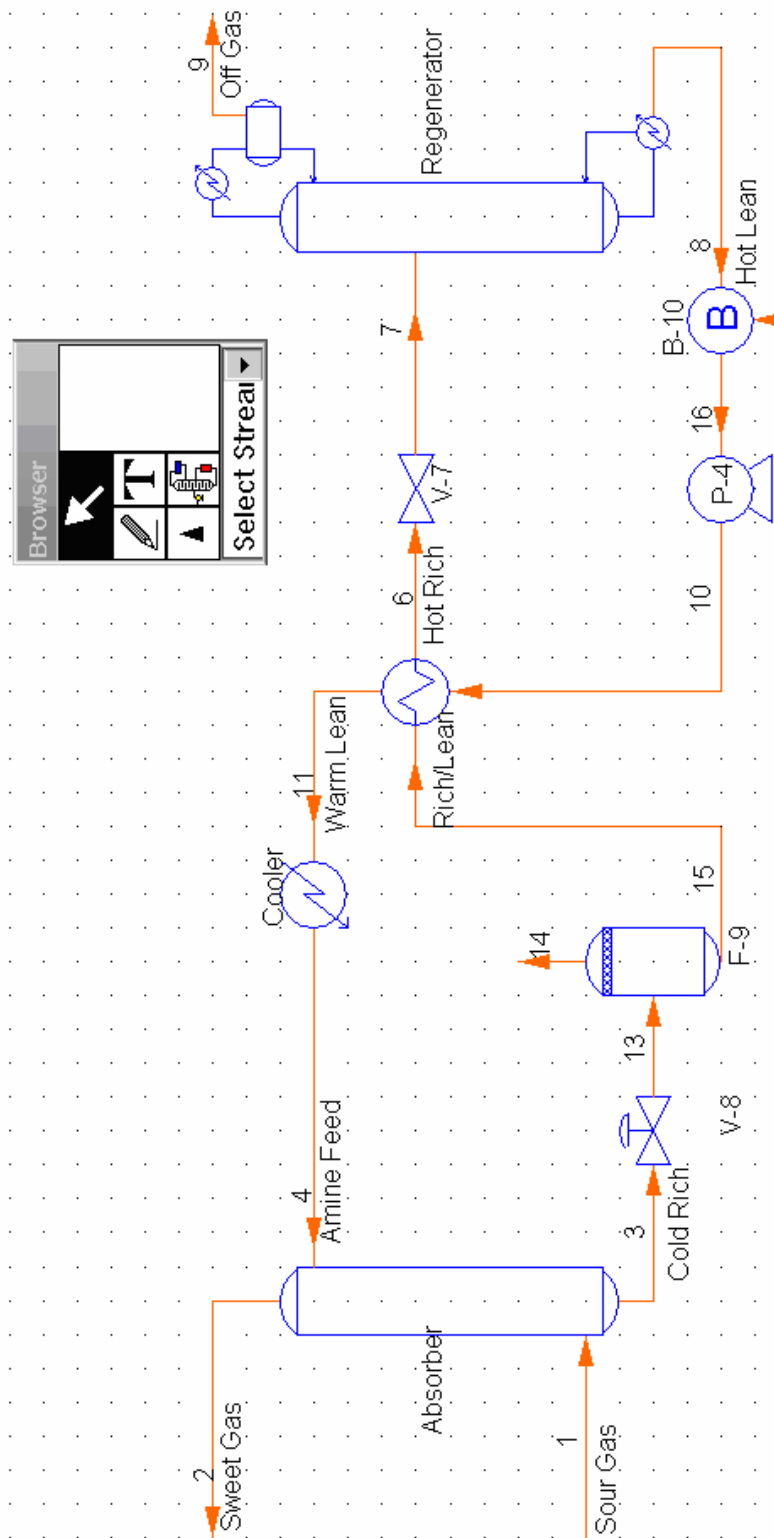 2
Sweet Gas
1
Sour Gas
Absorber
4
Amine Feed
3
Cold Rich
V-8
13
14
F-9
15
Cooler
11
Warm Lean
Rich/Lean
6
Hot Rich
V-7
7
10
P-4
16
B-10
B
8
Hot Lean
Regenerator
9
Off Gas
Browser
T
Select Strear